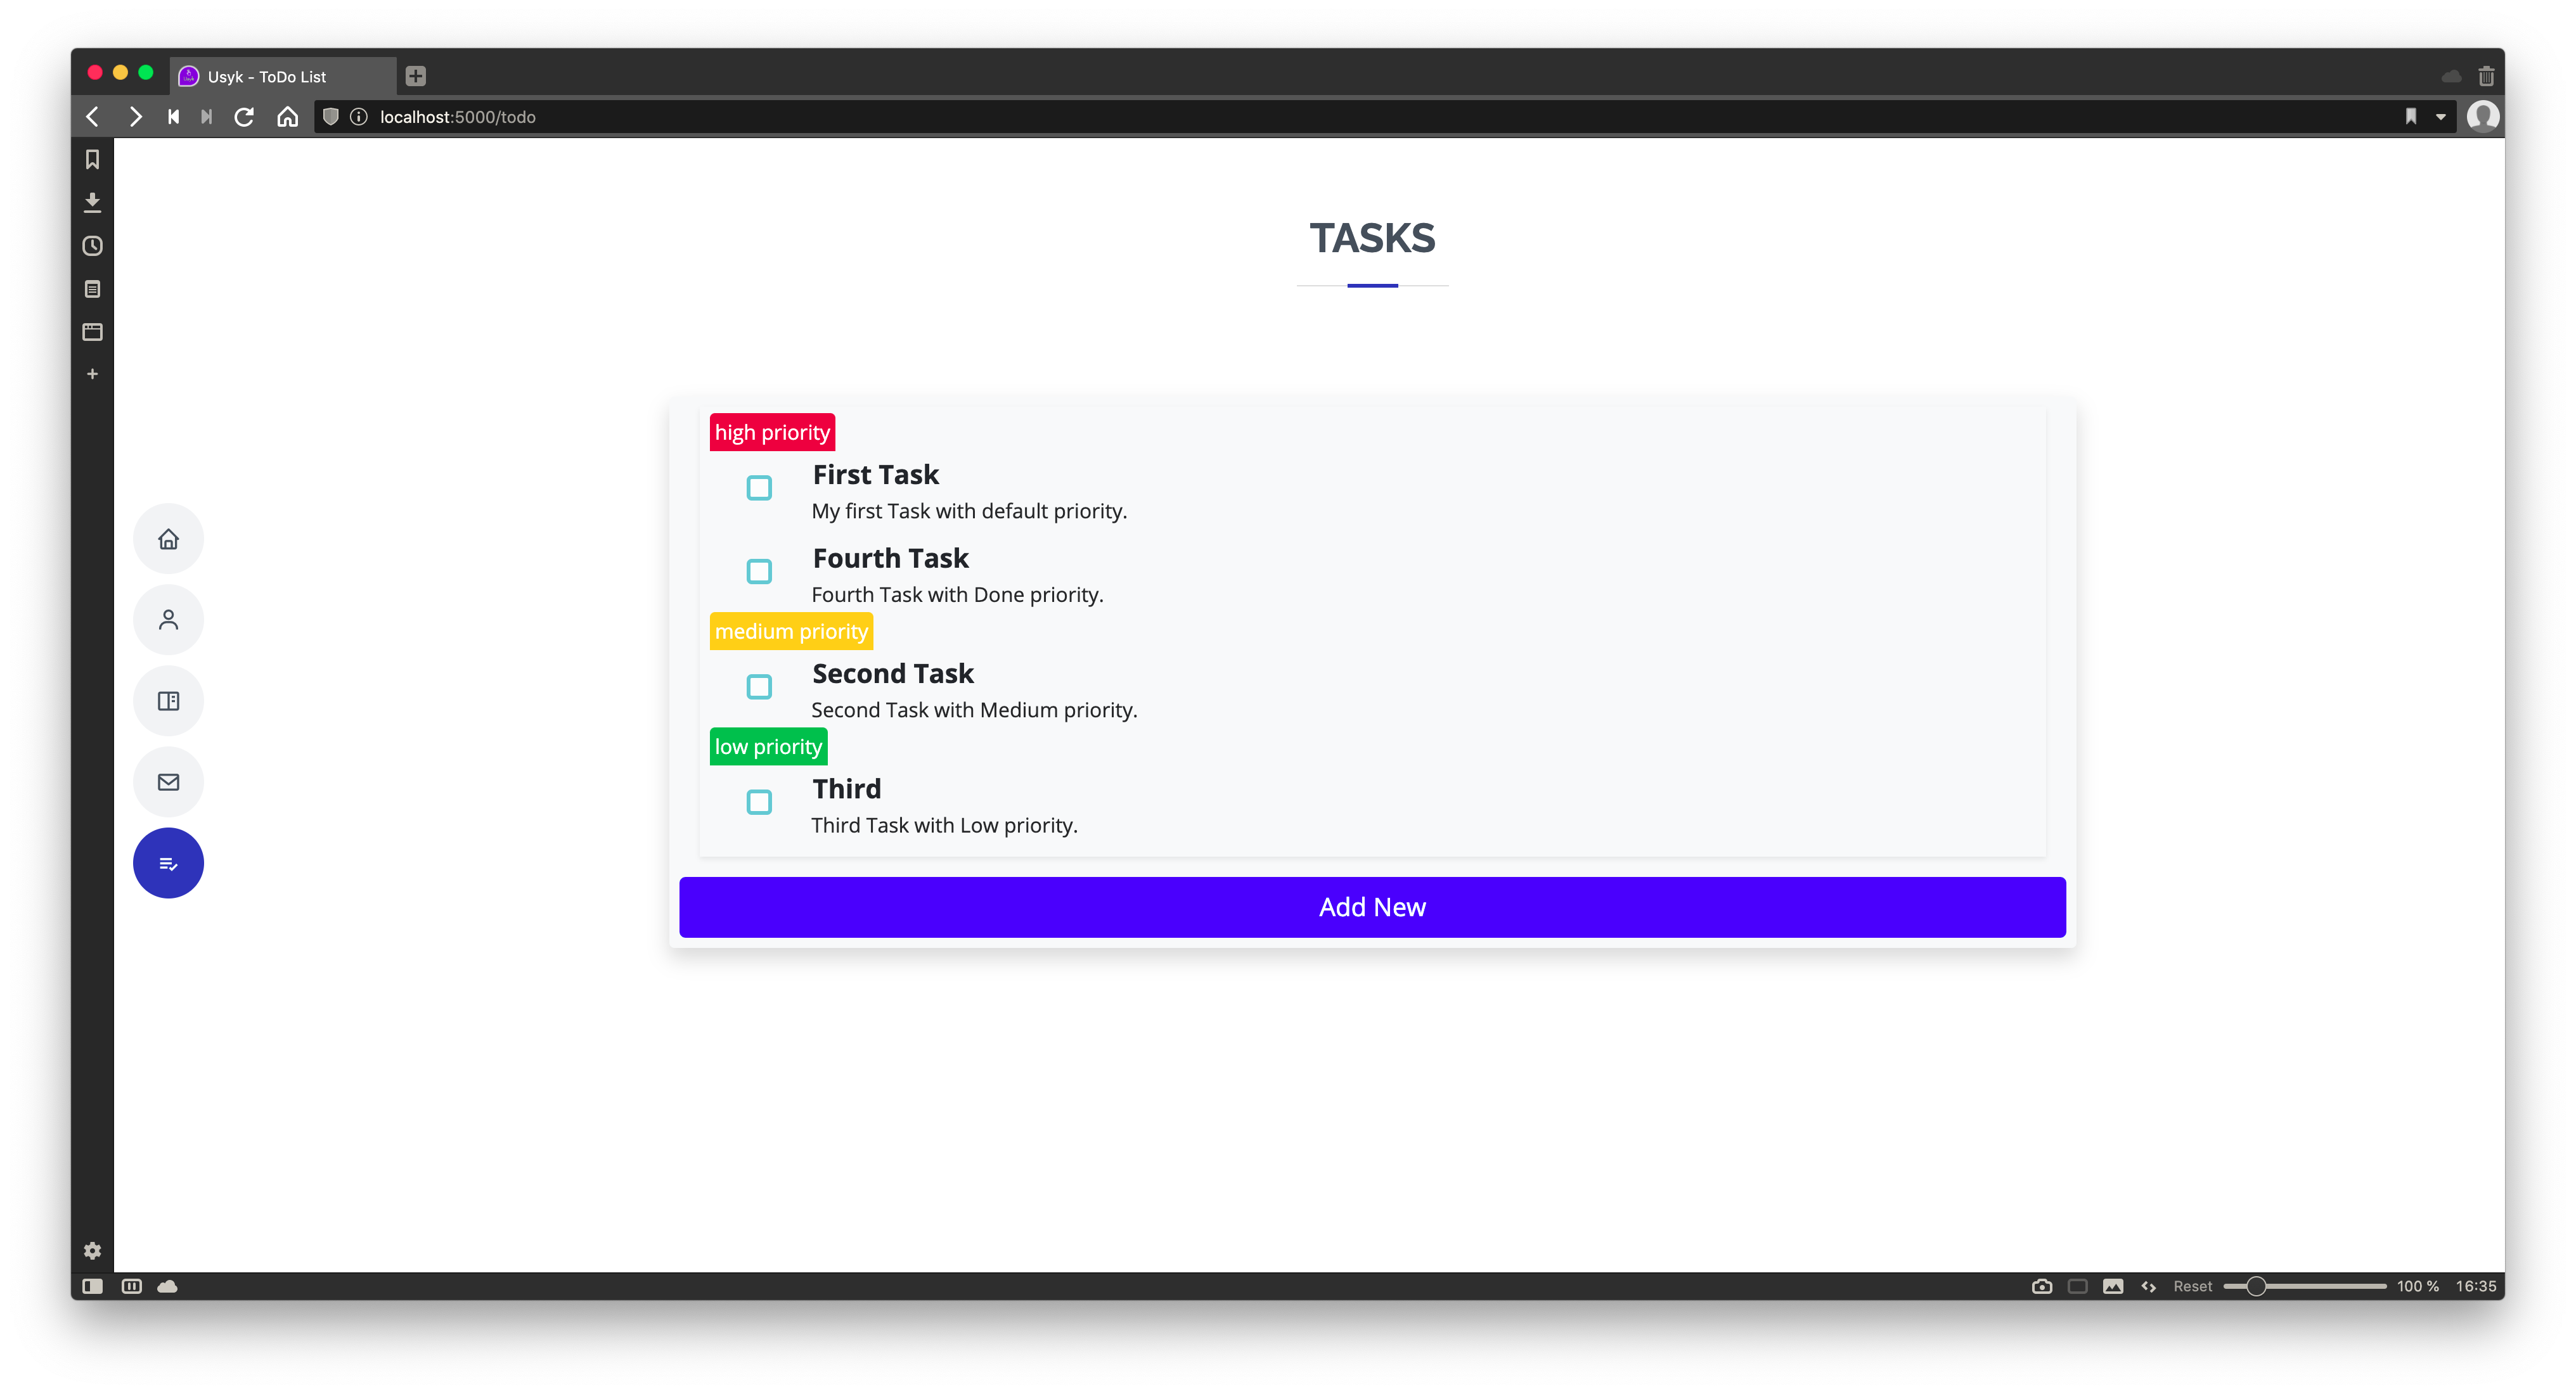 Usyk - ToDo List
localhost:5000/todo
TASKS
high priority
First Task
My first Task with default priority.
Fourth Task
Fourth Task with Done priority.
medium priority
Second Task
Second Task with Medium priority.
low priority
Third
Third Task with Low priority.
Add New
Reset 100 % 16:35